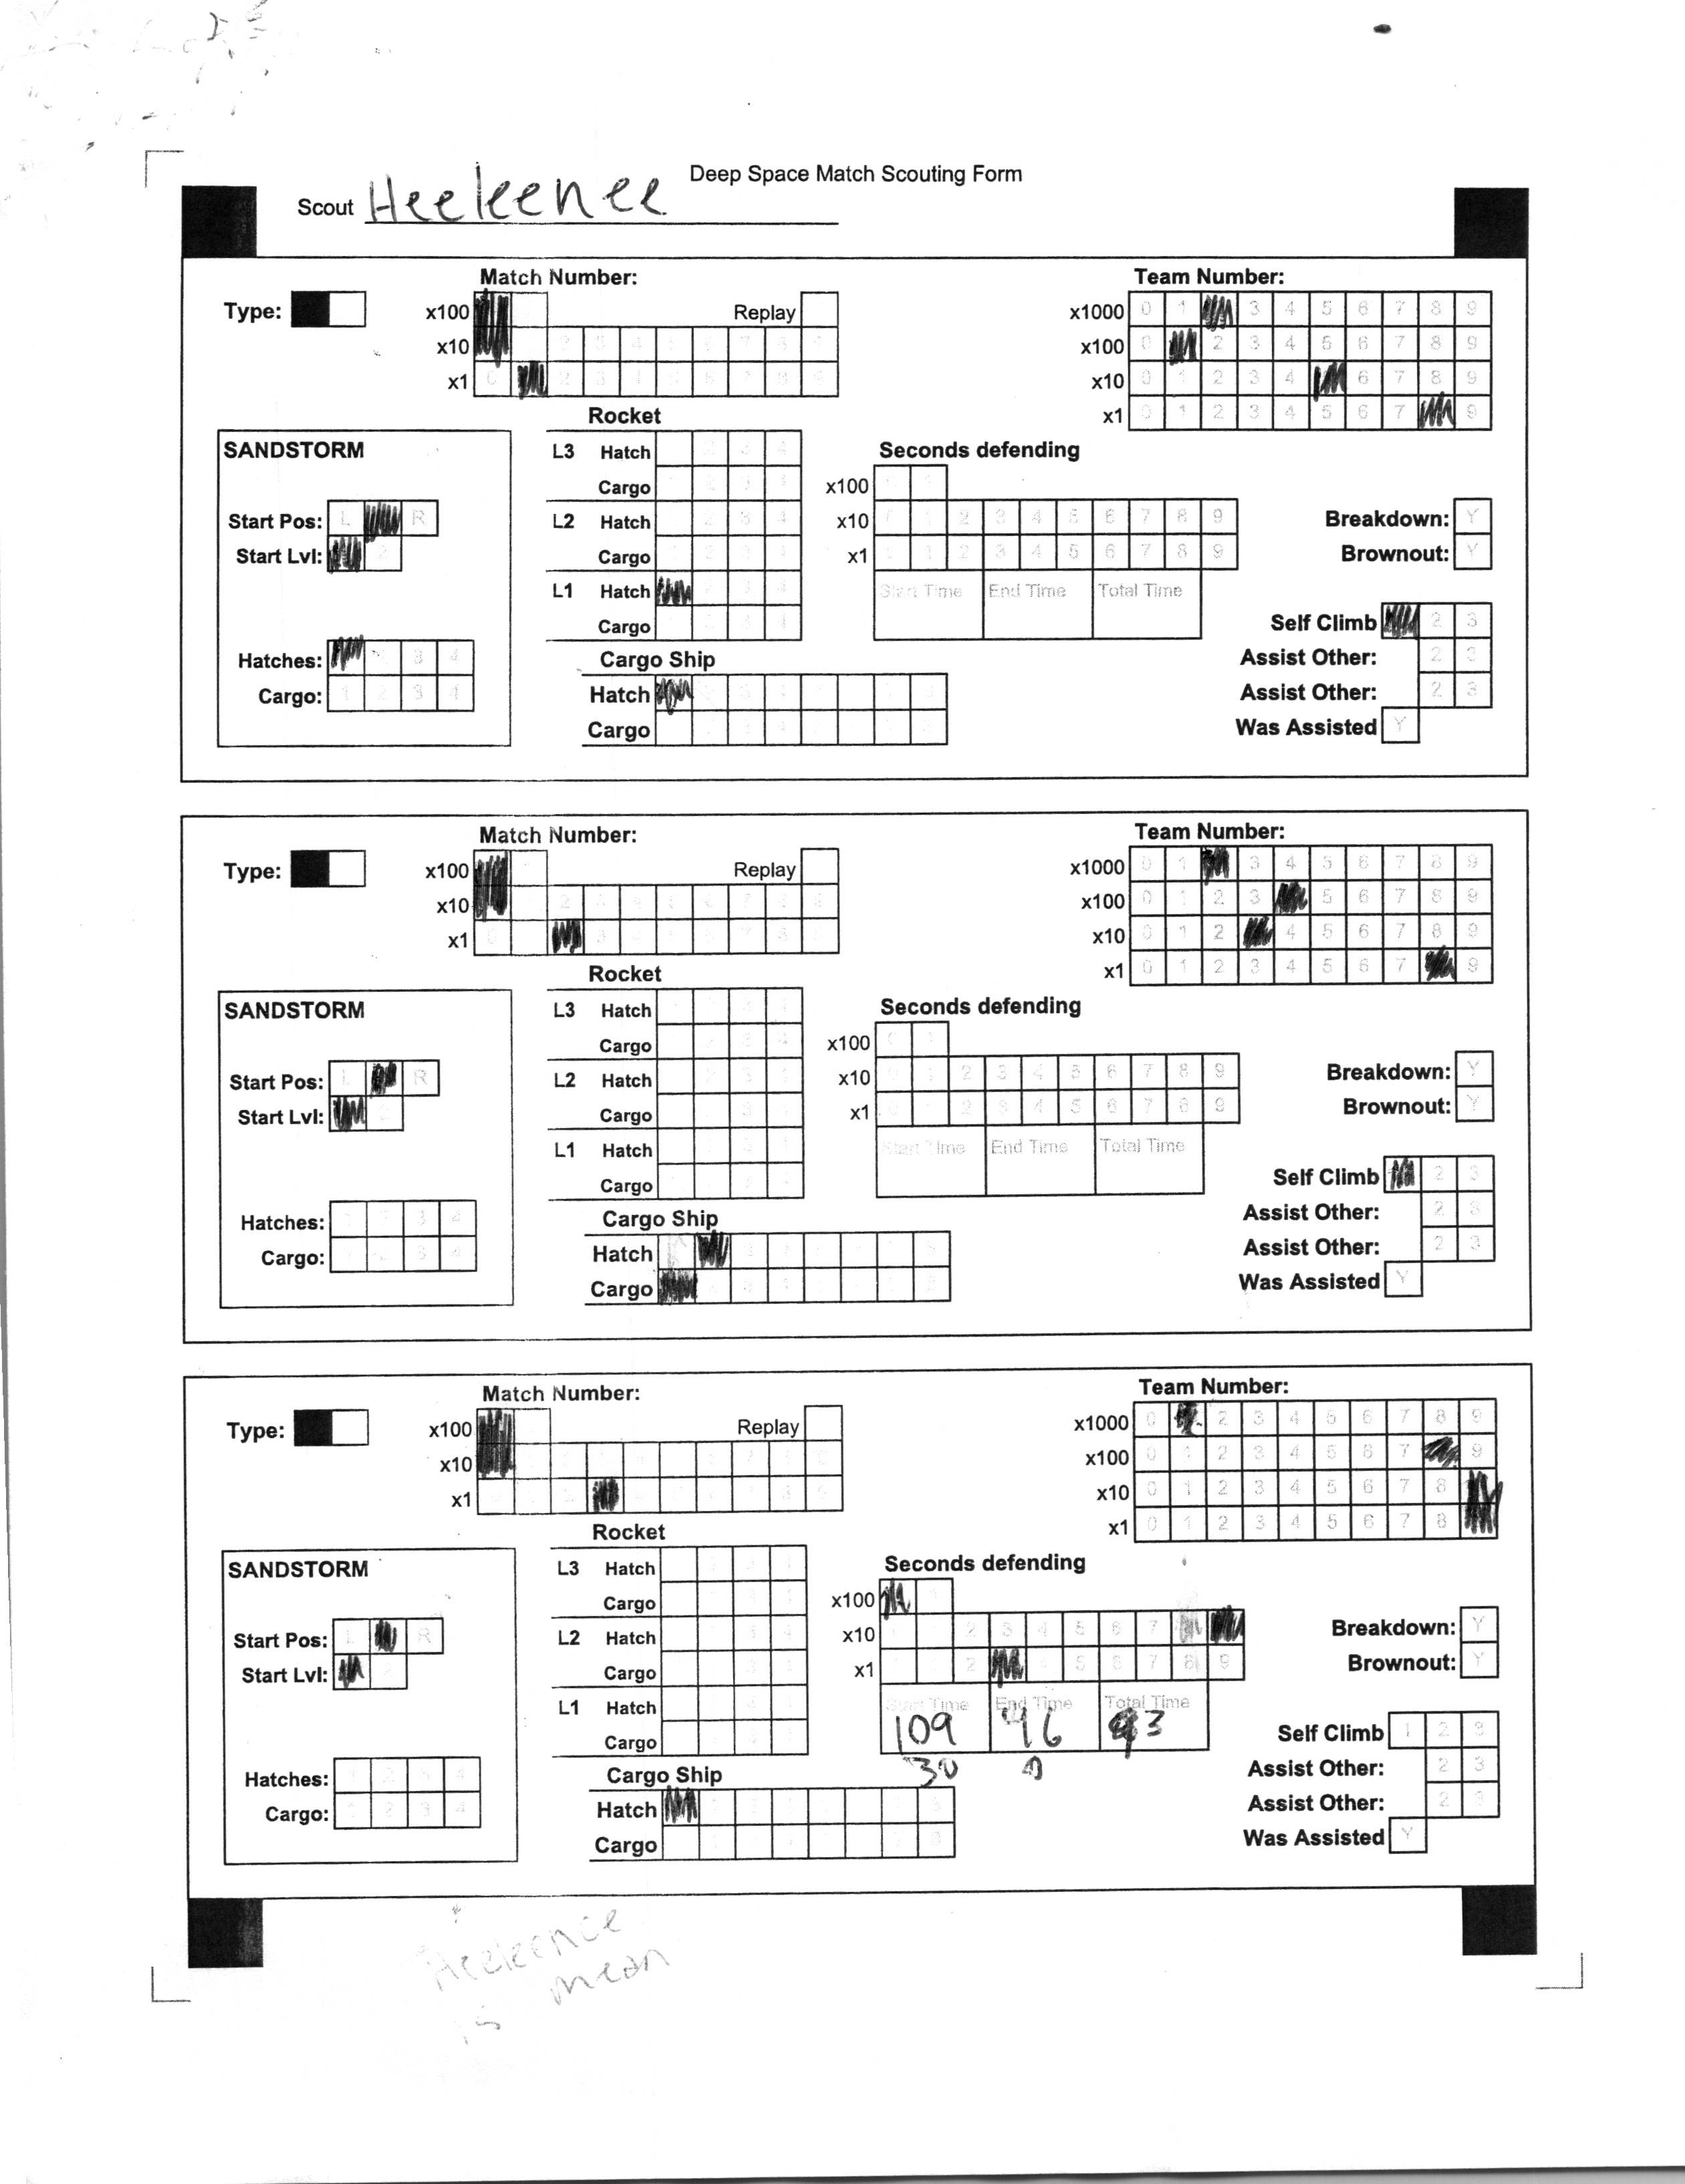 Deep Space Match Scouting Form
Scout Heekeenee
Match Number: Team Number:
Type: x100 Replay x1000 0 1 3 4 5 6 7 8 9
x10 2 3 4 5 6 7 8 9 x100 0 2 3 4 5 6 7 8 9
x1 0 2 3 4 5 6 7 8 9 x10 0 1 2 3 4 6 7 8 9
x1 0 1 2 3 4 5 6 7 9
Rocket
SANDSTORM L3 Hatch 2 3 4 Seconds defending
Cargo 2 3 4 x100
Start Pos: L R L2 Hatch 2 3 4 x10 1 2 3 4 5 6 7 8 9 Breakdown: Y
Start Lvl: 2 Cargo x1 1 2 3 4 5 6 7 8 9 Brownout: Y
L1 Hatch 2 3 4 Start Time End Time Total Time
Cargo Self Climb 2 3
Hatches: 3 4 Cargo Ship Assist Other: 2 3
Cargo: 1 2 3 4 Hatch Assist Other: 2 3
Cargo Was Assisted Y
Match Number: Team Number:
Type: x100 Replay x1000 0 1 3 4 5 6 7 8 9
x10 x100 0 1 2 3 5 6 7 8 9
x1 x10 0 1 2 4 5 6 7 8 9
x1 0 1 2 3 4 5 6 7 9
Rocket
SANDSTORM L3 Hatch Seconds defending
Cargo x100
Start Pos: L R L2 Hatch x10 1 2 3 4 5 6 7 8 9 Breakdown: Y
Start Lvl: 2 Cargo x1 2 3 4 5 6 7 8 9 Brownout: Y
L1 Hatch Start Time End Time Total Time
Cargo Self Climb 2 3
Hatches: 3 4 Cargo Ship Assist Other: 2 3
Cargo: 3 4 Hatch Assist Other: 2 3
Cargo Was Assisted Y
Match Number: Team Number:
Type: x100 Replay x1000 0 2 3 4 5 6 7 8 9
x10 x100 0 1 2 3 4 5 6 7 9
x1 x10 0 1 2 3 4 5 6 7 8
x1 0 1 2 3 4 5 6 7 8
Rocket
SANDSTORM L3 Hatch Seconds defending
Cargo x100
Start Pos: L R L2 Hatch x10 2 3 4 5 6 7 Breakdown: Y
Start Lvl: Cargo x1 2 5 6 7 8 9 Brownout: Y
L1 Hatch Start Time End Time Total Time
109 16 93
Cargo Self Climb 1 2 3
30
Hatches: 1 2 3 4 Cargo Ship Assist Other: 2 3
Cargo: 1 2 3 4 Hatch Assist Other: 2 3
Cargo Was Assisted Y
Heekeenee
is mean